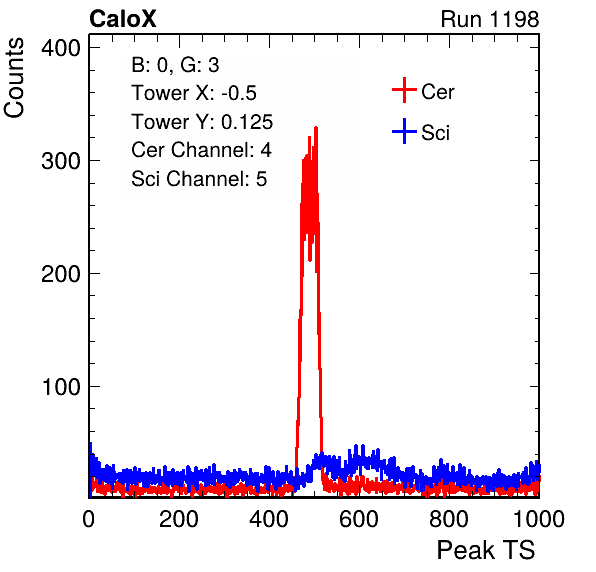 CaloX Run 1198
Counts
400
300
200
100
B: 0, G: 3
Tower X: -0.5
Tower Y: 0.125
Cer Channel: 4
Sci Channel: 5
Cer
Sci
0 200 400 600 800 1000
Peak TS